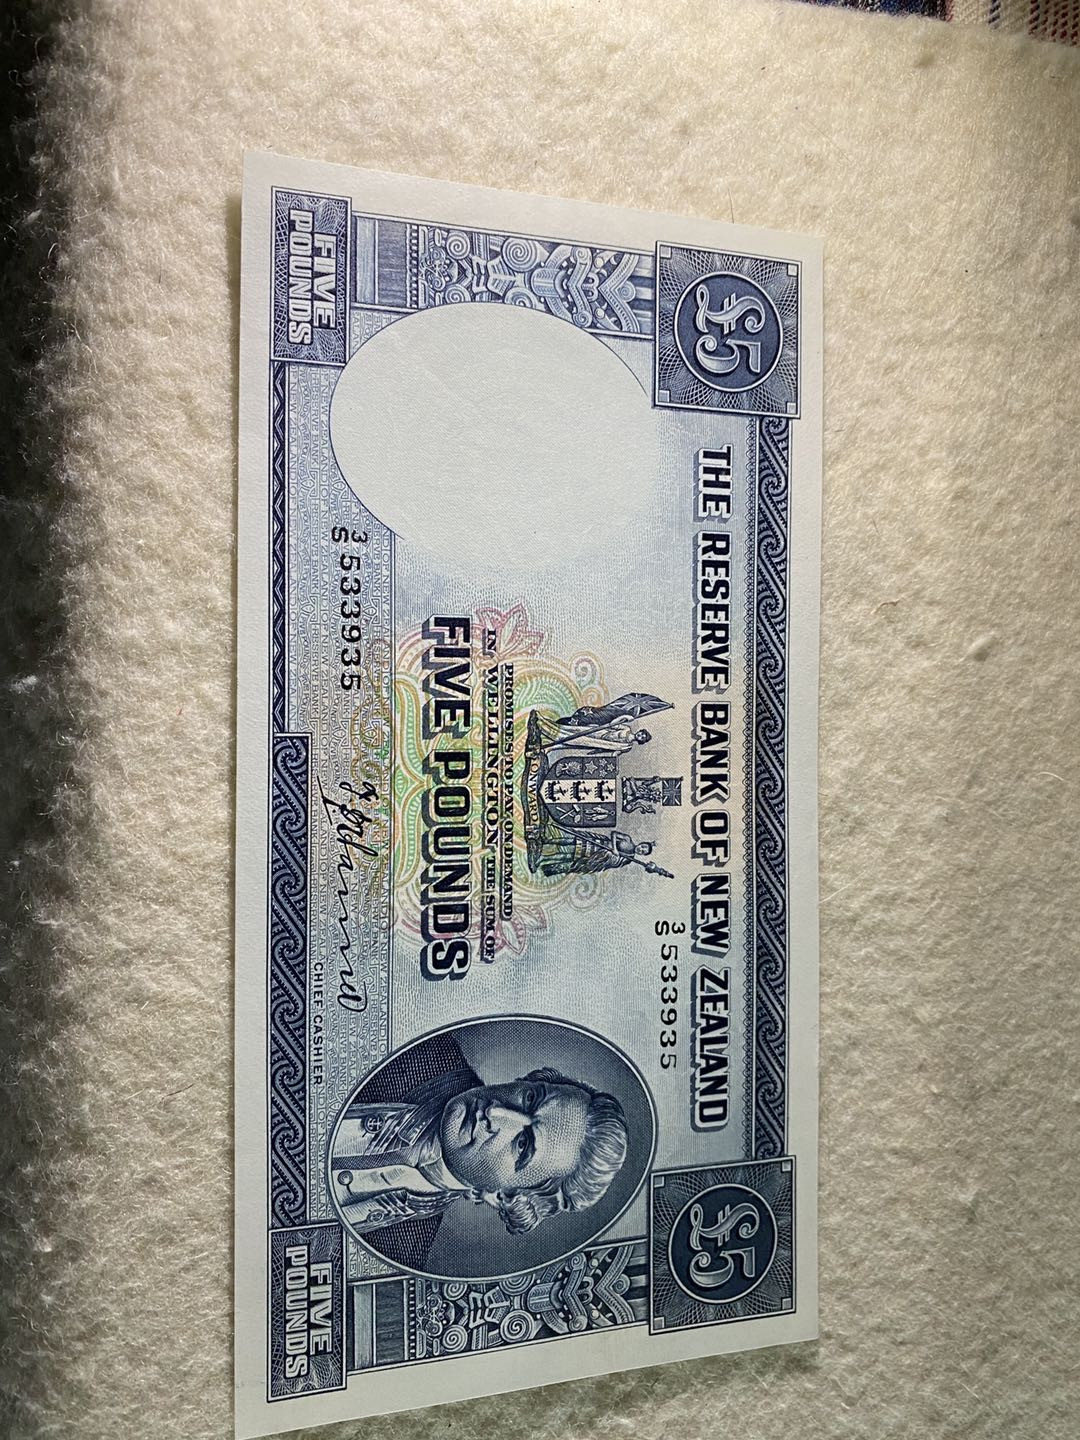 £5
THE RESERVE BANK OF NEW ZEALAND
£5
3/S 533935
ONWARD
PROMISES TO PAY ON DEMAND
IN WELLINGTON THE SUM OF
FIVE POUNDS
3/S 533935
CHIEF CASHIER
FIVE
POUNDS
FIVE
POUNDS